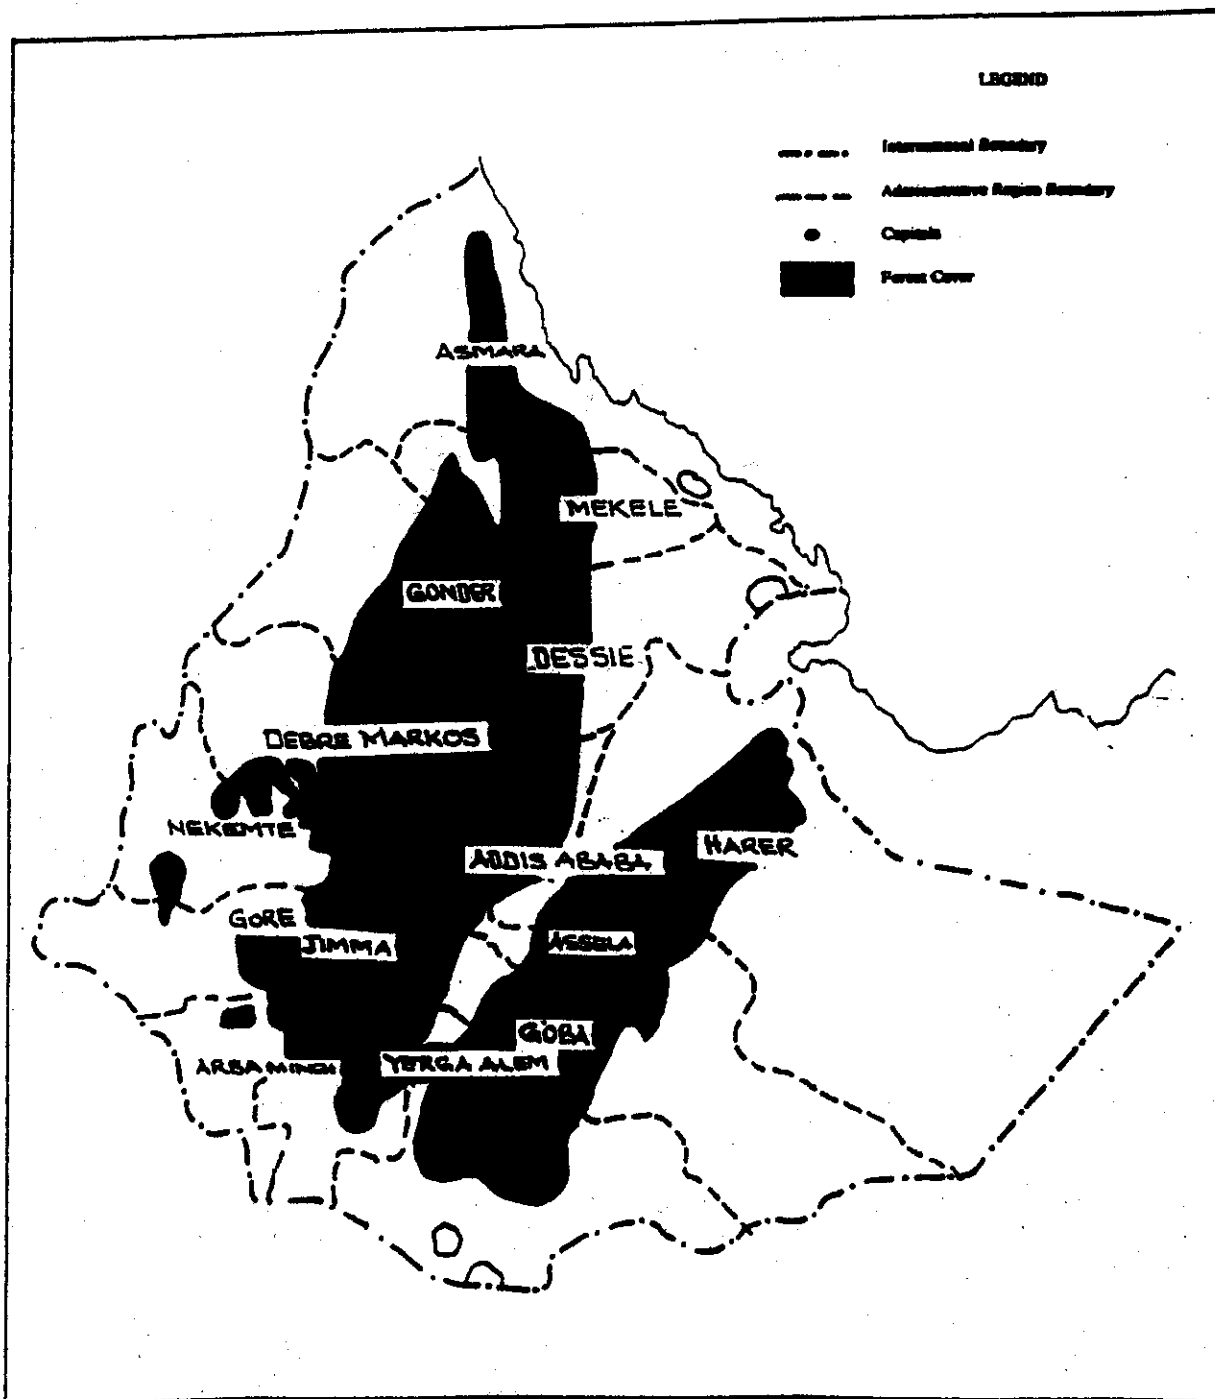 LEGEND
International Boundary
Administrative Region Boundary
Capitals
Forest Cover
ASMARA
MEKELE
GONDER
DESSIE
DEBRE MARKOS
NEKEMTE
HARER
ADDIS ABABA
GORE
JIMMA
ASSELA
GOBA
ARBA MINCH
YERGA ALEM